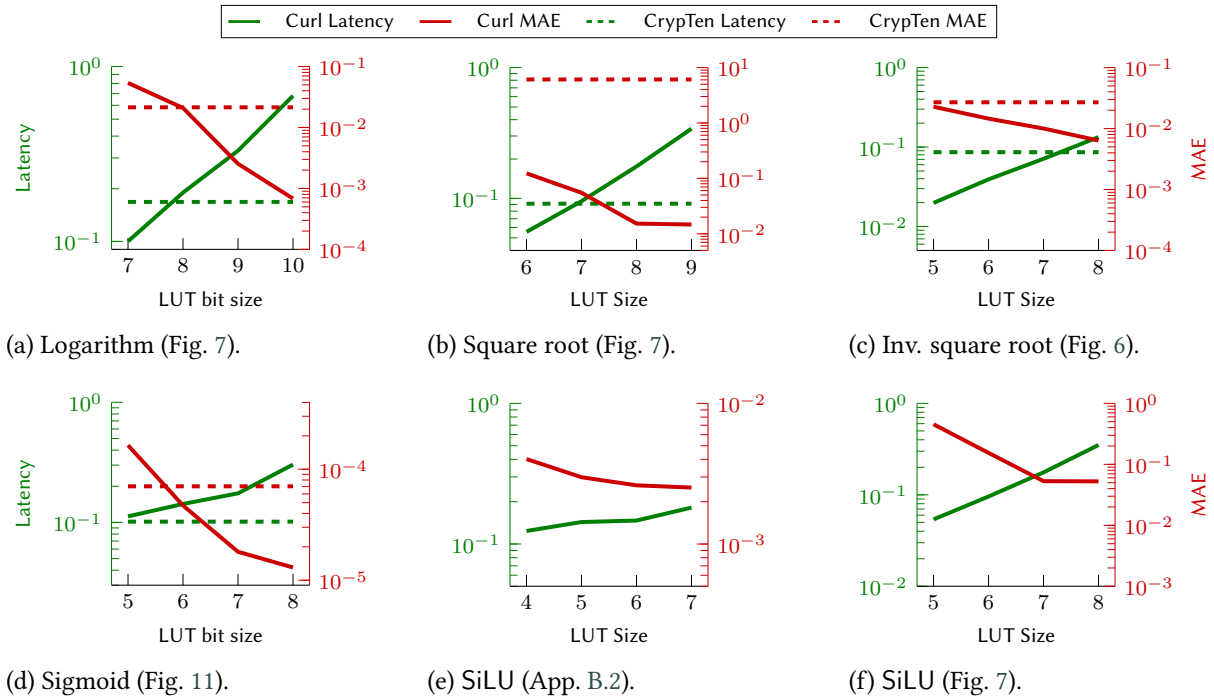 Curl Latency Curl MAE CrypTen Latency CrypTen MAE
Latency
10^0
10^-1
10^-1
10^-2
10^-3
10^-4
7 8 9 10
LUT bit size
(a) Logarithm (Fig. 7).
10^0
10^-1
10^1
10^0
10^-1
10^-2
6 7 8 9
LUT Size
(b) Square root (Fig. 7).
10^0
10^-1
10^-2
10^-1
10^-2
10^-3
10^-4
MAE
5 6 7 8
LUT Size
(c) Inv. square root (Fig. 6).
Latency
10^0
10^-1
10^-4
10^-5
5 6 7 8
LUT bit size
(d) Sigmoid (Fig. 11).
10^0
10^-1
10^-2
10^-3
4 5 6 7
LUT Size
(e) SiLU (App. B.2).
10^0
10^-1
10^-2
10^0
10^-1
10^-2
10^-3
MAE
5 6 7 8
LUT Size
(f) SiLU (Fig. 7).